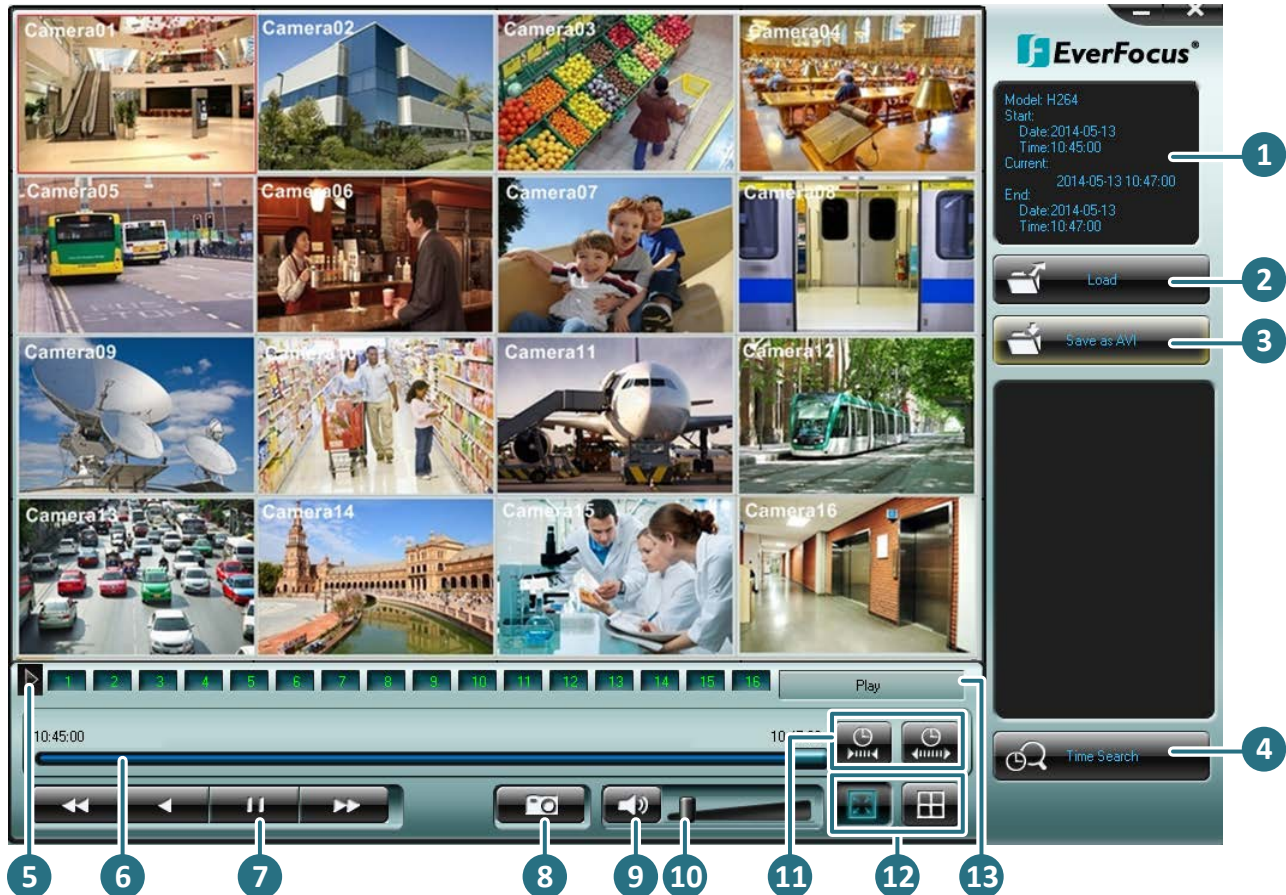 Camera01
Camera02
Camera03
Camera04
EverFocus®
Model: H264
Start:
Date:2014-05-13
Time:10:45:00
Current:
2014-05-13 10:47:00
End:
Date:2014-05-13
Time:10:47:00
1
Load
2
Save as AVI
3
Camera05
Camera06
Camera07
Camera08
Camera09
Camera10
Camera11
Camera12
Camera13
Camera14
Camera15
Camera16
1 2 3 4 5 6 7 8 9 10 11 12 13 14 15 16
Play
10:45:00
11
Time Search
4
5 6 7 8 9 10 12 13